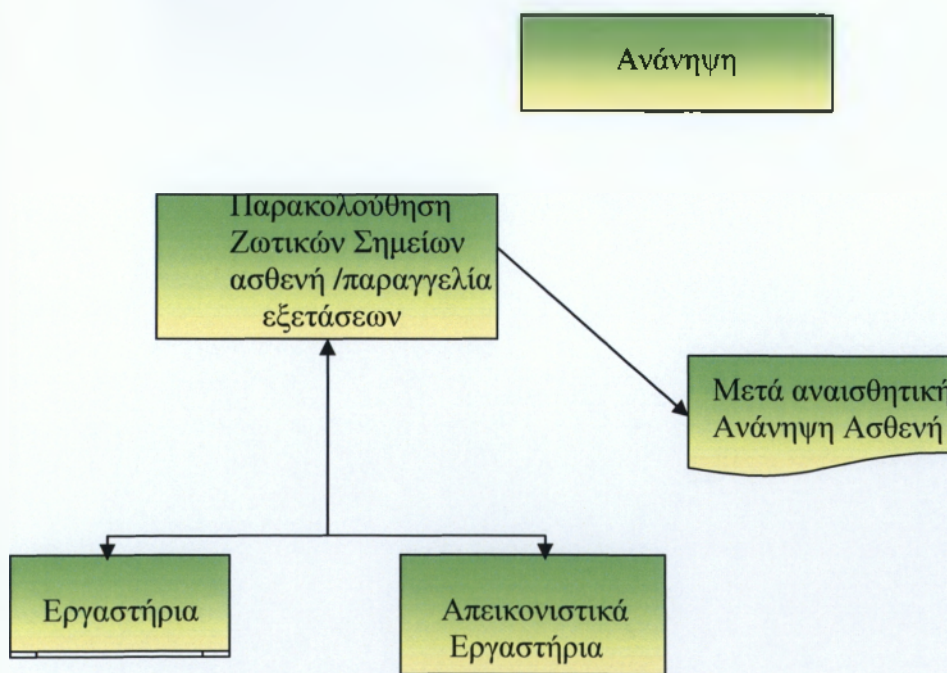 Ανάνηψη
Παρακολούθηση
Ζωτικών Σημείων
ασθενή /παραγγελία
εξετάσεων
Μετά αναισθητική
Ανάνηψη Ασθενή
Εργαστήρια
Απεικονιστικά
Εργαστήρια